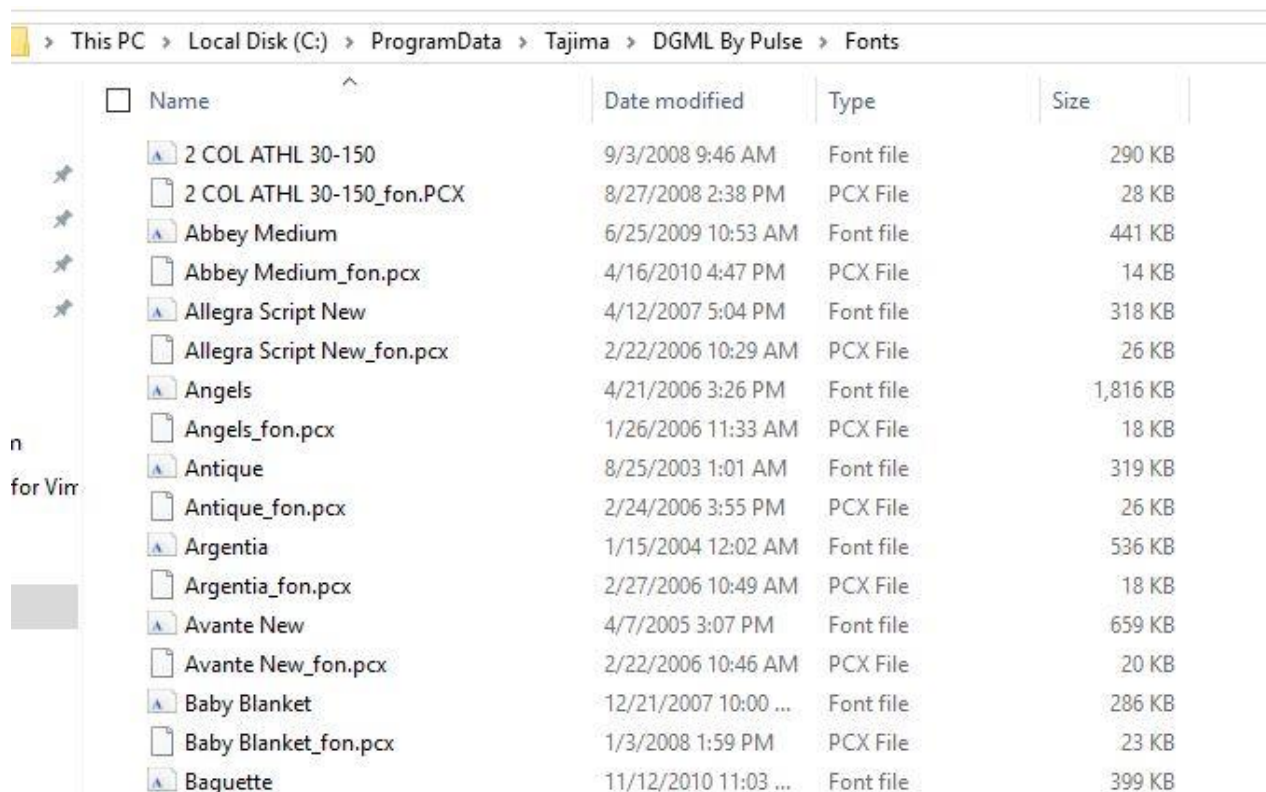 This PC > Local Disk (C:) > ProgramData > Tajima > DGML By Pulse > Fonts
Name Date modified Type Size
2 COL ATHL 30-150 9/3/2008 9:46 AM Font file 290 KB
2 COL ATHL 30-150_fon.PCX 8/27/2008 2:38 PM PCX File 28 KB
Abbey Medium 6/25/2009 10:53 AM Font file 441 KB
Abbey Medium_fon.pcx 4/16/2010 4:47 PM PCX File 14 KB
Allegra Script New 4/12/2007 5:04 PM Font file 318 KB
Allegra Script New_fon.pcx 2/22/2006 10:29 AM PCX File 26 KB
Angels 4/21/2006 3:26 PM Font file 1,816 KB
Angels_fon.pcx 1/26/2006 11:33 AM PCX File 18 KB
Antique 8/25/2003 1:01 AM Font file 319 KB
for Vim
Antique_fon.pcx 2/24/2006 3:55 PM PCX File 26 KB
Argentia 1/15/2004 12:02 AM Font file 536 KB
Argentia_fon.pcx 2/27/2006 10:49 AM PCX File 18 KB
Avante New 4/7/2005 3:07 PM Font file 659 KB
Avante New_fon.pcx 2/22/2006 10:46 AM PCX File 20 KB
Baby Blanket 12/21/2007 10:00 ... Font file 286 KB
Baby Blanket_fon.pcx 1/3/2008 1:59 PM PCX File 23 KB
Baguette 11/12/2010 11:03 ... Font file 399 KB